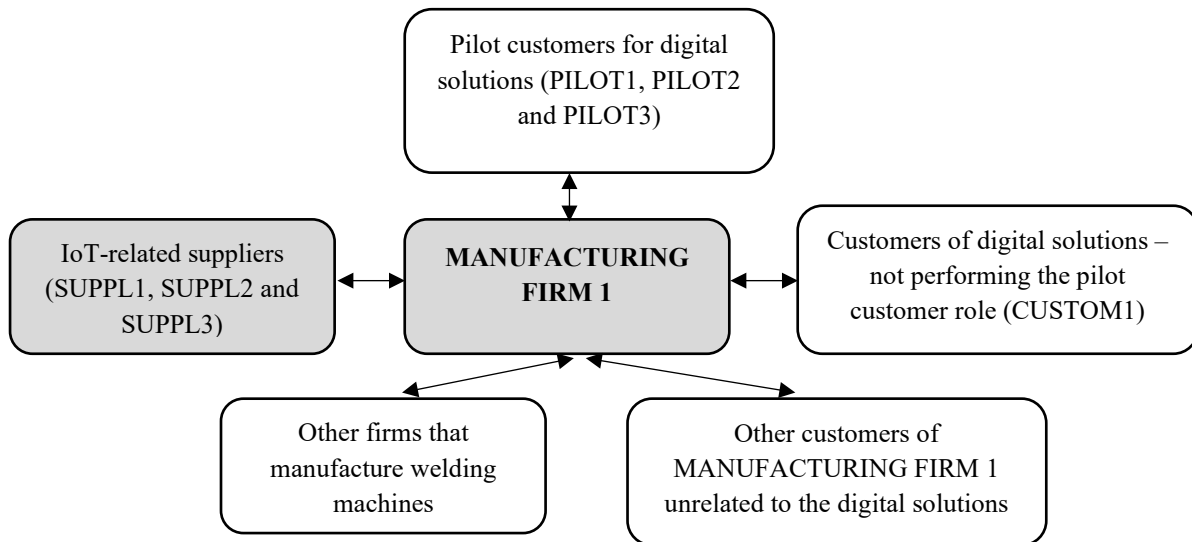 Pilot customers for digital
solutions (PILOT1, PILOT2
and PILOT3)
IoT-related suppliers
(SUPPL1, SUPPL2 and
SUPPL3)
MANUFACTURING
FIRM 1
Customers of digital solutions –
not performing the pilot
customer role (CUSTOM1)
Other firms that
manufacture welding
machines
Other customers of
MANUFACTURING FIRM 1
unrelated to the digital solutions